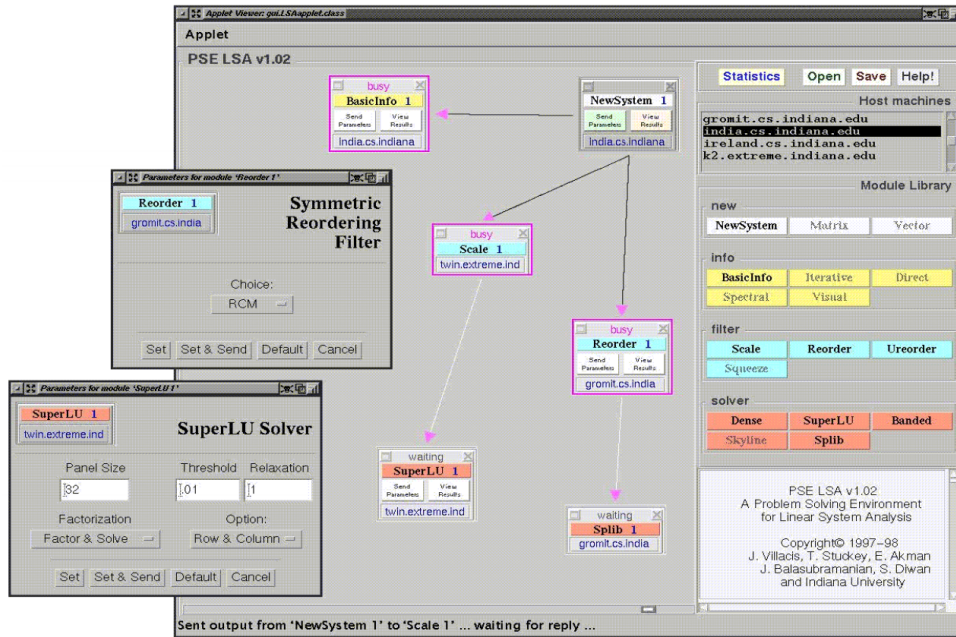 Applet Viewer: gui.LSAapplet.class
Applet
PSE LSA v1.02
busy
BasicInfo 1
Send Parameters
View Results
india.cs.indiana
NewSystem 1
Send Parameters
View Results
india.cs.indiana
busy
Scale 1
twin.extreme.ind
busy
Reorder 1
Send Parameters
View Results
gromit.cs.india
waiting
SuperLU 1
Send Parameters
View Results
twin.extreme.ind
waiting
Splib 1
gromit.cs.india
Parameters for module 'Reorder 1'
Reorder 1
gromit.cs.india
Symmetric
Reordering
Filter
Choice:
RCM
Set Set & Send Default Cancel
Parameters for module 'SuperLU 1'
SuperLU 1
twin.extreme.ind
SuperLU Solver
Panel Size Threshold Relaxation
32 .01 1
Factorization Option:
Factor & Solve Row & Column
Set Set & Send Default Cancel
Statistics Open Save Help!
Host machines
gromit.cs.indiana.edu
india.cs.indiana.edu
ireland.cs.indiana.edu
k2.extreme.indiana.edu
Module Library
new
NewSystem Matrix Vector
info
BasicInfo Iterative Direct
Spectral Visual
filter
Scale Reorder Ureorder
Squeeze
solver
Dense SuperLU Banded
Skyline Splib
PSE LSA v1.02
A Problem Solving Environment
for Linear System Analysis
Copyright© 1997-98
J. Villacis, T. Stuckey, E. Akman
J. Balasubramanian, S. Diwan
and Indiana University
Sent output from 'NewSystem 1' to 'Scale 1' ... waiting for reply ...